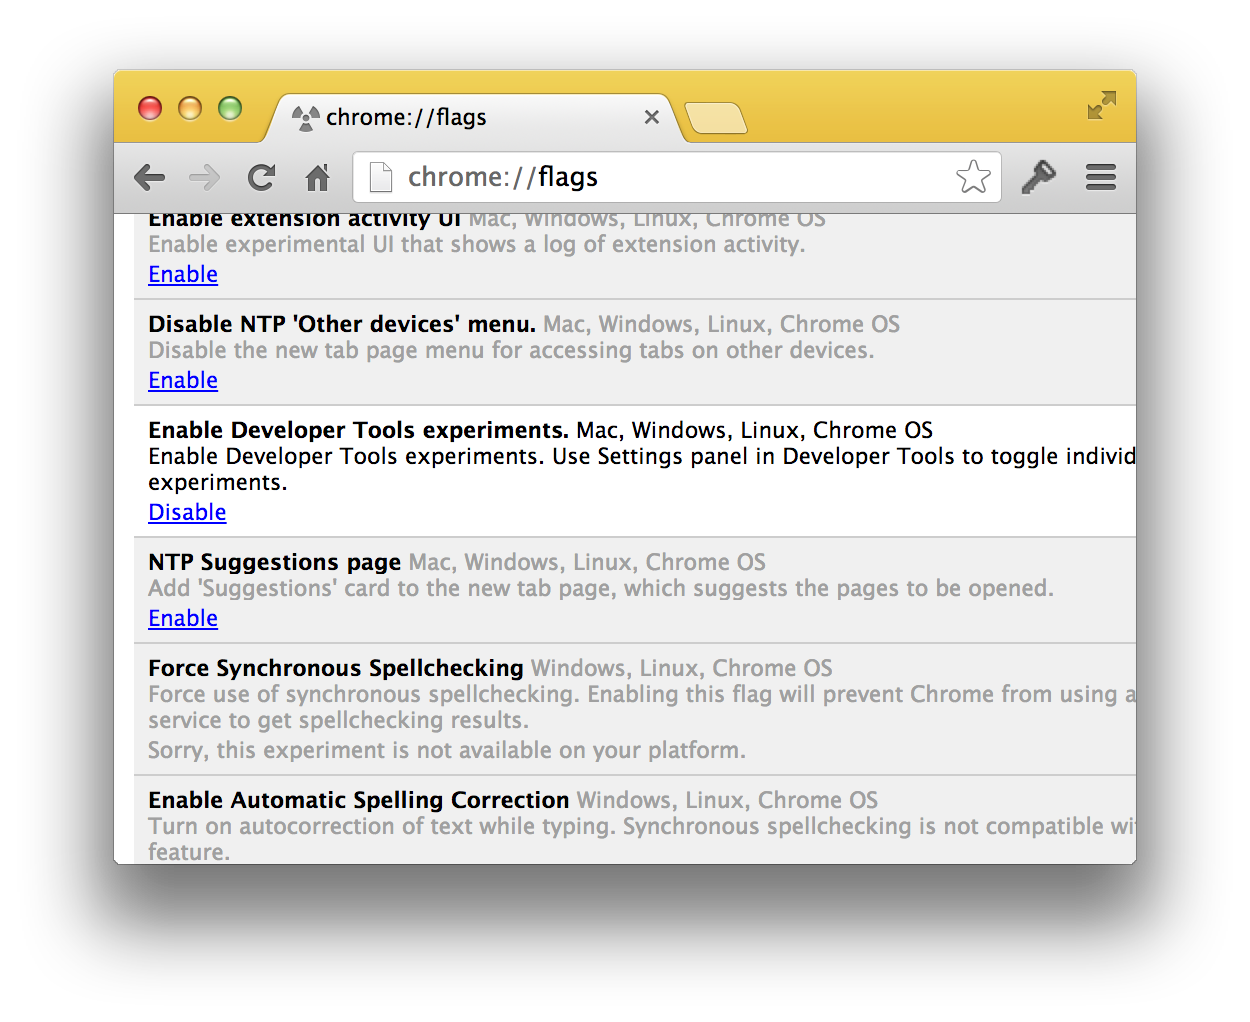 chrome://flags
chrome://flags
Enable extension activity UI Mac, Windows, Linux, Chrome OS
Enable experimental UI that shows a log of extension activity.
Enable
Disable NTP 'Other devices' menu. Mac, Windows, Linux, Chrome OS
Disable the new tab page menu for accessing tabs on other devices.
Enable
Enable Developer Tools experiments. Mac, Windows, Linux, Chrome OS
Enable Developer Tools experiments. Use Settings panel in Developer Tools to toggle individ
experiments.
Disable
NTP Suggestions page Mac, Windows, Linux, Chrome OS
Add 'Suggestions' card to the new tab page, which suggests the pages to be opened.
Enable
Force Synchronous Spellchecking Windows, Linux, Chrome OS
Force use of synchronous spellchecking. Enabling this flag will prevent Chrome from using a
service to get spellchecking results.
Sorry, this experiment is not available on your platform.
Enable Automatic Spelling Correction Windows, Linux, Chrome OS
Turn on autocorrection of text while typing. Synchronous spellchecking is not compatible wi
feature.